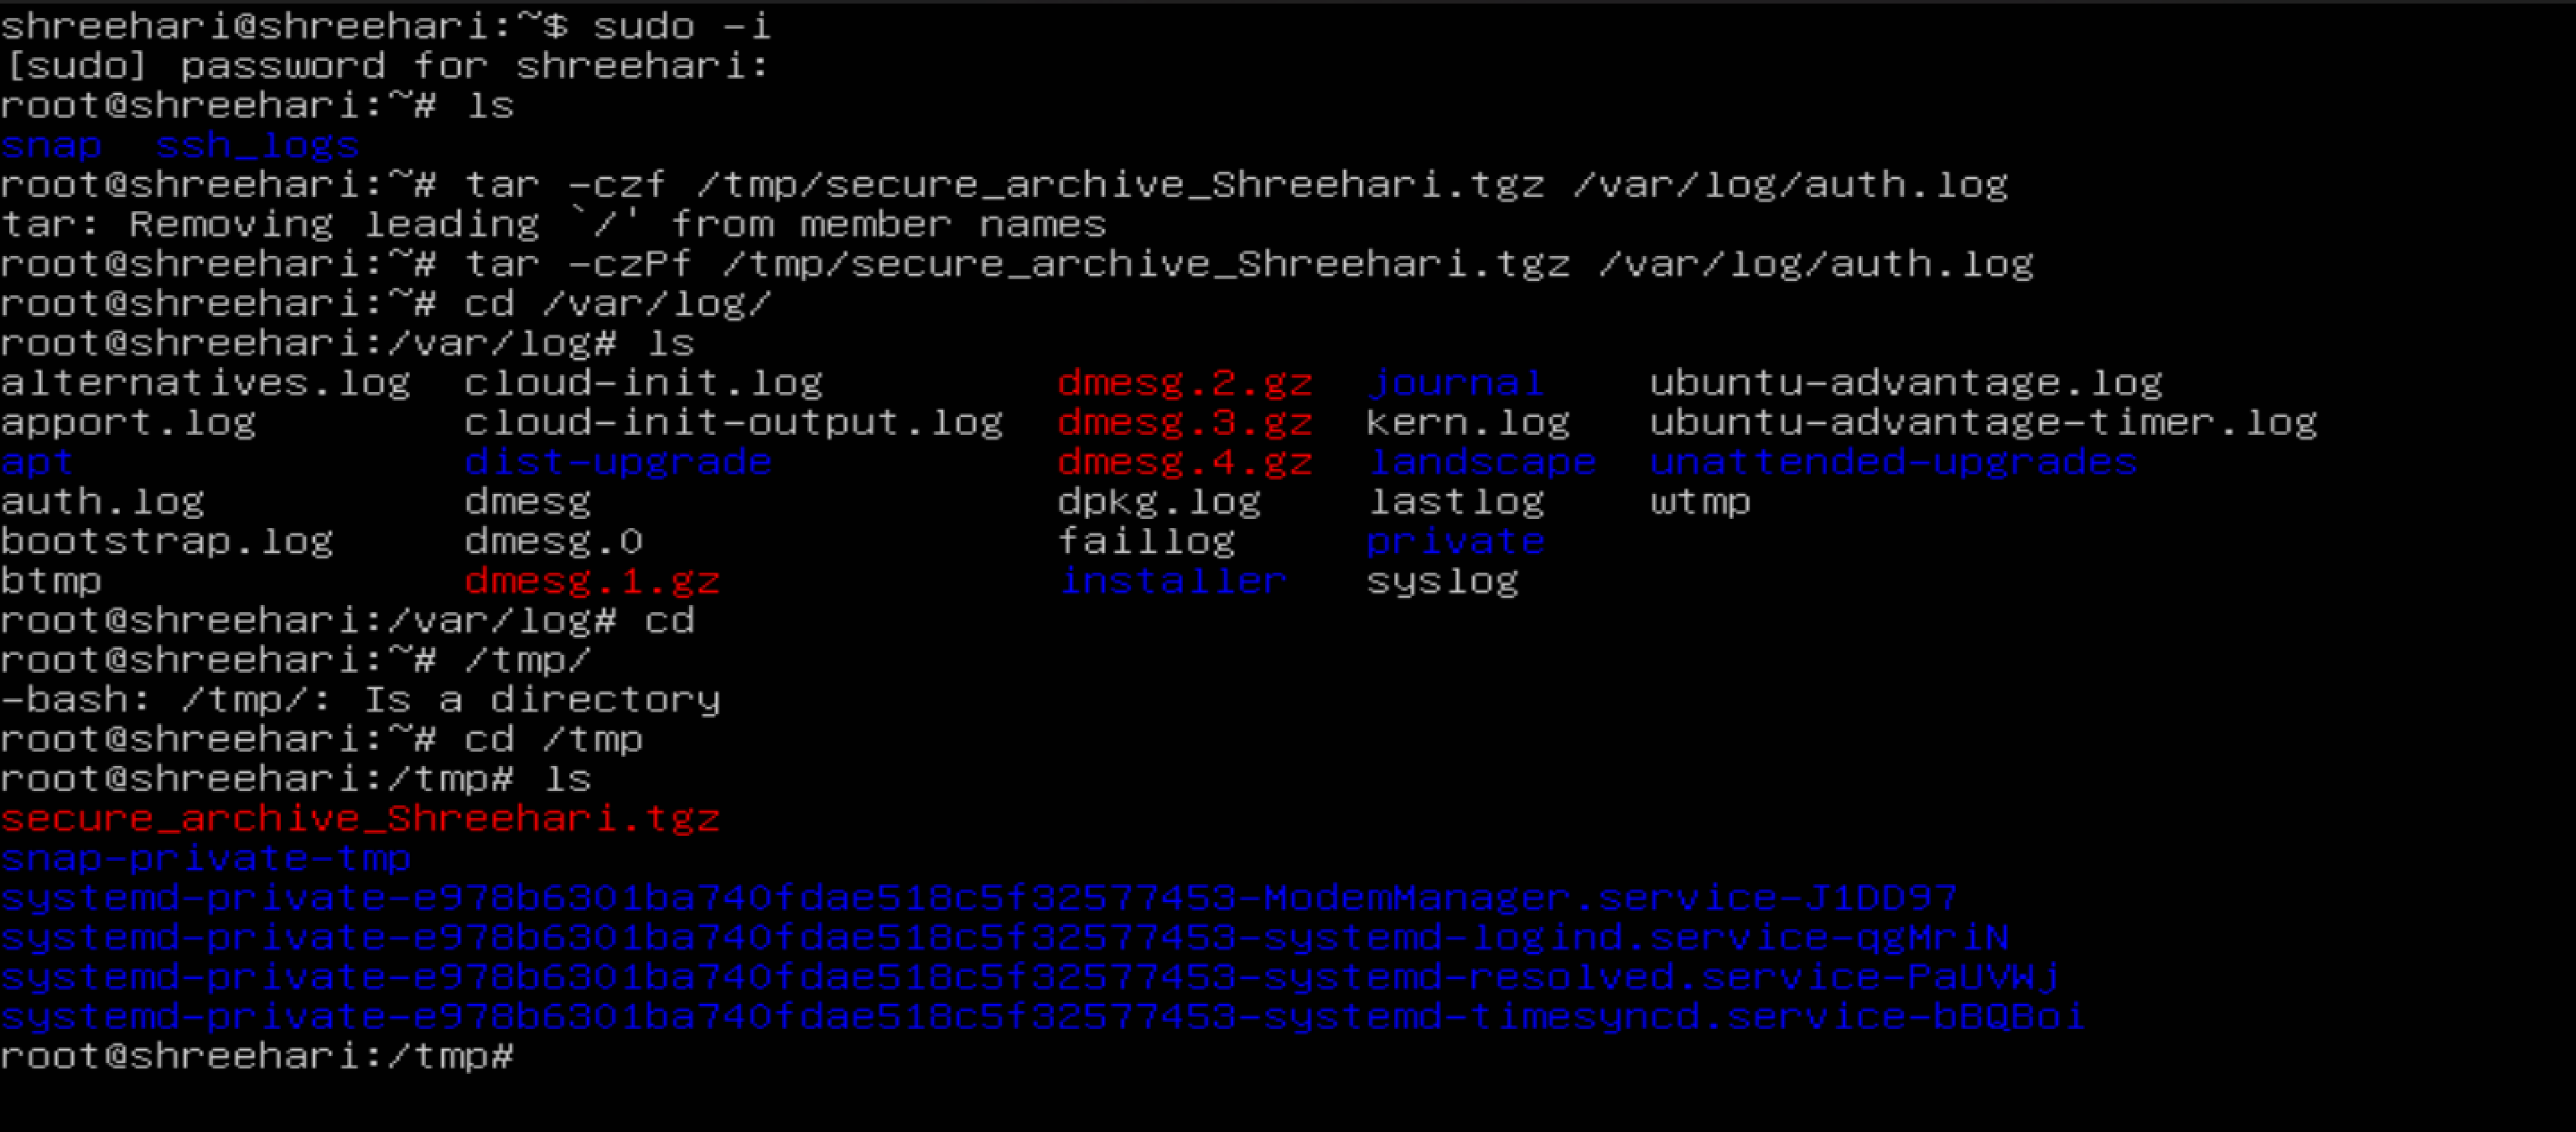 shreehari@shreehari:~$ sudo -i
[sudo] password for shreehari:
root@shreehari:~# ls
snap  ssh_logs
root@shreehari:~# tar -czf /tmp/secure_archive_Shreehari.tgz /var/log/auth.log
tar: Removing leading `/' from member names
root@shreehari:~# tar -czPf /tmp/secure_archive_Shreehari.tgz /var/log/auth.log
root@shreehari:~# cd /var/log/
root@shreehari:/var/log# ls
alternatives.log  cloud-init.log         dmesg.2.gz  journal    ubuntu-advantage.log
apport.log        cloud-init-output.log  dmesg.3.gz  kern.log   ubuntu-advantage-timer.log
apt               dist-upgrade           dmesg.4.gz  landscape  unattended-upgrades
auth.log          dmesg                  dpkg.log    lastlog    wtmp
bootstrap.log     dmesg.0                faillog     private
btmp              dmesg.1.gz             installer   syslog
root@shreehari:/var/log# cd
root@shreehari:~# /tmp/
-bash: /tmp/: Is a directory
root@shreehari:~# cd /tmp
root@shreehari:/tmp# ls
secure_archive_Shreehari.tgz
snap-private-tmp
systemd-private-e978b6301ba740fdae518c5f32577453-ModemManager.service-J1DD97
systemd-private-e978b6301ba740fdae518c5f32577453-systemd-logind.service-qgMriN
systemd-private-e978b6301ba740fdae518c5f32577453-systemd-resolved.service-PaUVWj
systemd-private-e978b6301ba740fdae518c5f32577453-systemd-timesyncd.service-bBQBoi
root@shreehari:/tmp#